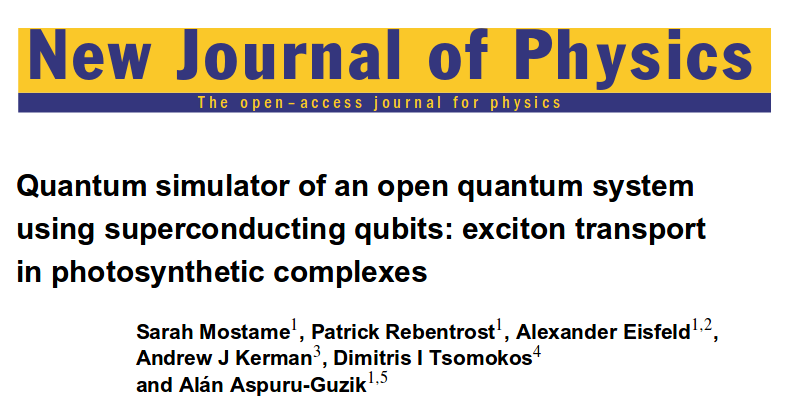 New Journal of Physics
The open–access journal for physics
Quantum simulator of an open quantum system
using superconducting qubits: exciton transport
in photosynthetic complexes
Sarah Mostame1, Patrick Rebentrost1, Alexander Eisfeld1,2,
Andrew J Kerman3, Dimitris I Tsomokos4
and Alán Aspuru-Guzik1,5